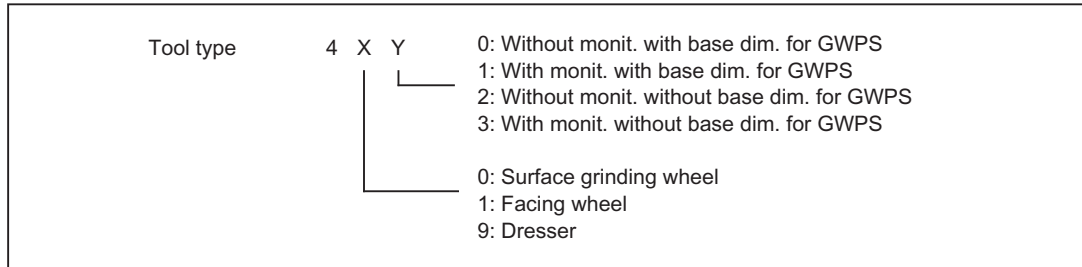 Tool type 4 X Y 0: Without monit. with base dim. for GWPS
1: With monit. with base dim. for GWPS
2: Without monit. without base dim. for GWPS
3: With monit. without base dim. for GWPS
0: Surface grinding wheel
1: Facing wheel
9: Dresser